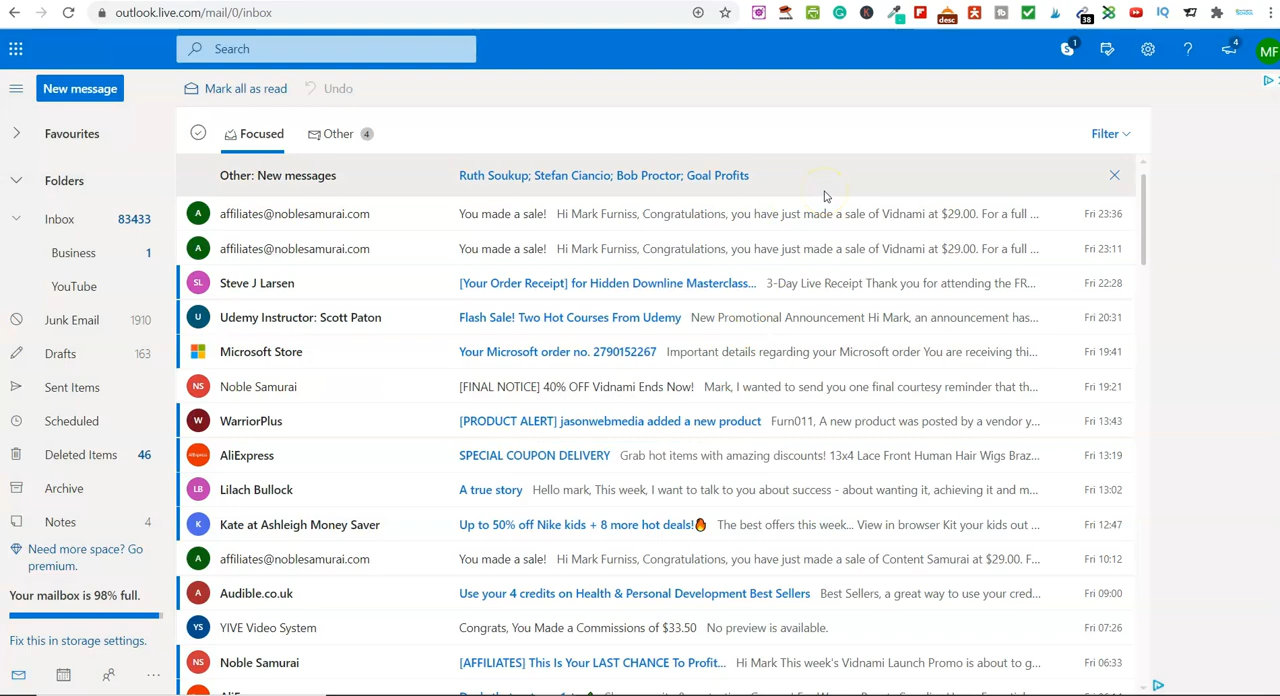 outlook.live.com/mail/0/inbox
desc
38
Search
1
4
MF
New message
Mark all as read
Undo
Favourites
Focused
Other 4
Filter
Folders
Other: New messages Ruth Soukup; Stefan Ciancio; Bob Proctor; Goal Profits
Inbox 83433
Business 1
YouTube
Junk Email 1910
Drafts 163
Sent Items
Scheduled
Deleted Items 46
Archive
Notes 4
Need more space? Go
premium.
Your mailbox is 98% full.
Fix this in storage settings.
A affiliates@noblesamurai.com You made a sale! Hi Mark Furniss, Congratulations, you have just made a sale of Vidnami at $29.00. For a full ... Fri 23:36
A affiliates@noblesamurai.com You made a sale! Hi Mark Furniss, Congratulations, you have just made a sale of Vidnami at $29.00. For a full ... Fri 23:11
SL Steve J Larsen [Your Order Receipt] for Hidden Downline Masterclass... 3-Day Live Receipt Thank you for attending the FR... Fri 22:28
U Udemy Instructor: Scott Paton Flash Sale! Two Hot Courses From Udemy New Promotional Announcement Hi Mark, an announcement has... Fri 20:31
Microsoft Store Your Microsoft order no. 2790152267 Important details regarding your Microsoft order You are receiving thi... Fri 19:41
NS Noble Samurai [FINAL NOTICE] 40% OFF Vidnami Ends Now! Mark, I wanted to send you one final courtesy reminder that th... Fri 19:21
W WarriorPlus [PRODUCT ALERT] jasonwebmedia added a new product Furn011, A new product was posted by a vendor y... Fri 13:43
AliExpress SPECIAL COUPON DELIVERY Grab hot items with amazing discounts! 13x4 Lace Front Human Hair Wigs Braz... Fri 13:19
LB Lilach Bullock A true story Hello mark, This week, I want to talk to you about success - about wanting it, achieving it and m... Fri 13:02
K Kate at Ashleigh Money Saver Up to 50% off Nike kids + 8 more hot deals!🔥 The best offers this week... View in browser Kit your kids out ... Fri 12:47
A affiliates@noblesamurai.com You made a sale! Hi Mark Furniss, Congratulations, you have just made a sale of Content Samurai at $29.00. F... Fri 10:12
A Audible.co.uk Use your 4 credits on Health & Personal Development Best Sellers Best Sellers, a great way to use your cred... Fri 09:00
YS YIVE Video System Congrats, You Made a Commissions of $33.50 No preview is available. Fri 07:26
NS Noble Samurai [AFFILIATES] This Is Your LAST CHANCE To Profit... Hi Mark This week's Vidnami Launch Promo is about to g... Fri 06:33